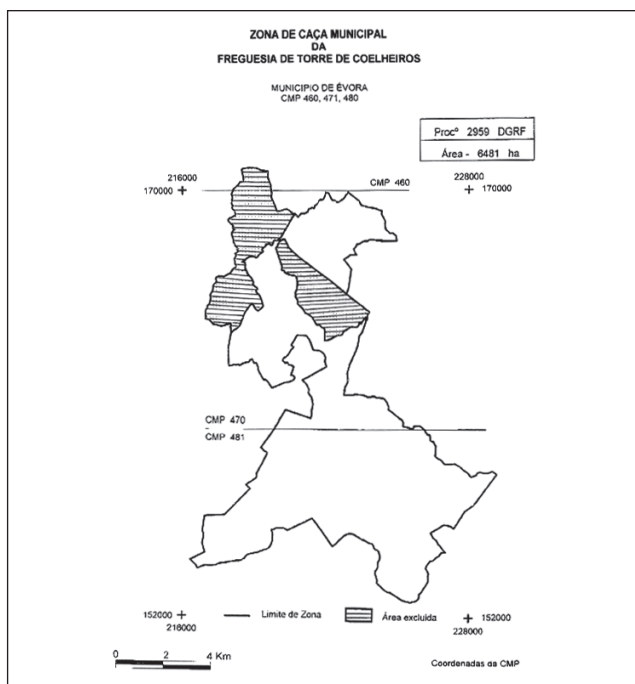 ZONA DE CAÇA MUNICIPAL
DA
FREGUESIA DE TORRE DE COELHEIROS
MUNICIPIO DE ÉVORA
CMP 460, 471, 480
Procº 2959 DGRF
Área - 6481 ha
216000
170000
CMP 460
228000
170000
CMP 470
CMP 481
152000
216000
Limite de Zona
Área excluída
152000
228000
0 2 4 Km
Coordenadas da CMP